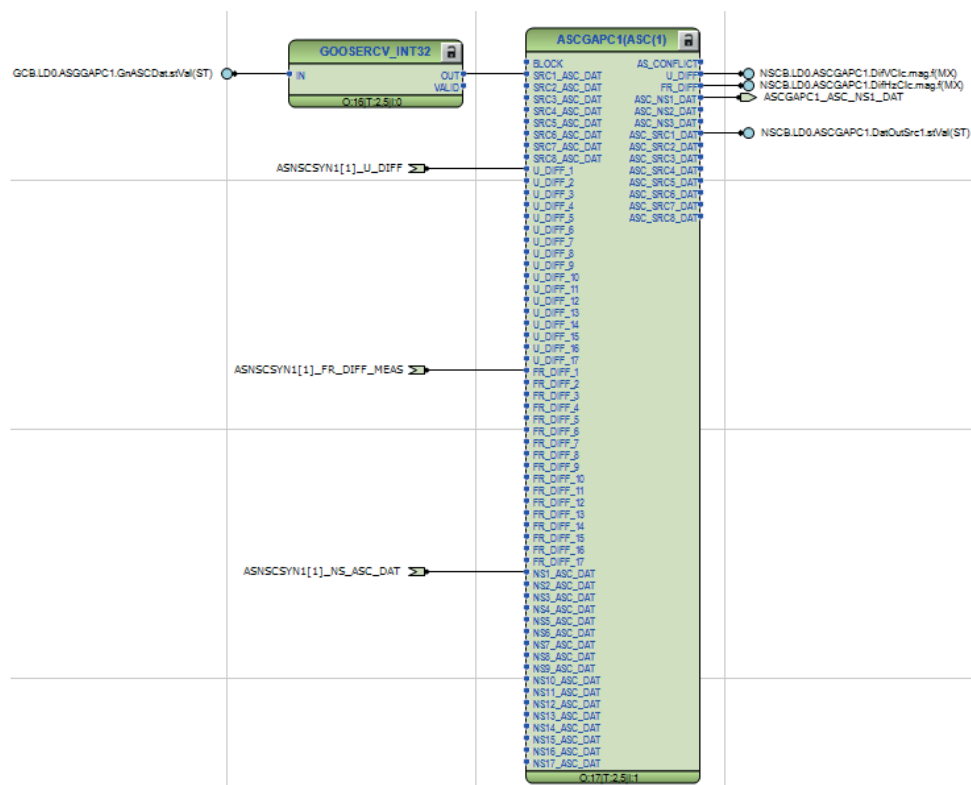 GOOSERCV_INT32
GCB.LD0.ASGGAPC1.GnASCDat.stVal(ST)
IN
OUT
VALID
O:16|T:2.5|I:0
ASCGAPC1(ASC(1)
BLOCK
SRC1_ASC_DAT
SRC2_ASC_DAT
SRC3_ASC_DAT
SRC4_ASC_DAT
SRC5_ASC_DAT
SRC6_ASC_DAT
SRC7_ASC_DAT
SRC8_ASC_DAT
U_DIFF_1
U_DIFF_2
U_DIFF_3
U_DIFF_4
U_DIFF_5
U_DIFF_6
U_DIFF_7
U_DIFF_8
U_DIFF_9
U_DIFF_10
U_DIFF_11
U_DIFF_12
U_DIFF_13
U_DIFF_14
U_DIFF_15
U_DIFF_16
U_DIFF_17
FR_DIFF_1
FR_DIFF_2
FR_DIFF_3
FR_DIFF_4
FR_DIFF_5
FR_DIFF_6
FR_DIFF_7
FR_DIFF_8
FR_DIFF_9
FR_DIFF_10
FR_DIFF_11
FR_DIFF_12
FR_DIFF_13
FR_DIFF_14
FR_DIFF_15
FR_DIFF_16
FR_DIFF_17
NS1_ASC_DAT
NS2_ASC_DAT
NS3_ASC_DAT
NS4_ASC_DAT
NS5_ASC_DAT
NS6_ASC_DAT
NS7_ASC_DAT
NS8_ASC_DAT
NS9_ASC_DAT
NS10_ASC_DAT
NS11_ASC_DAT
NS12_ASC_DAT
NS13_ASC_DAT
NS14_ASC_DAT
NS15_ASC_DAT
NS16_ASC_DAT
NS17_ASC_DAT
AS_CONFLICT
U_DIFF
FR_DIFF
ASC_NS1_DAT
ASC_NS2_DAT
ASC_NS3_DAT
ASC_SRC1_DAT
ASC_SRC2_DAT
ASC_SRC3_DAT
ASC_SRC4_DAT
ASC_SRC5_DAT
ASC_SRC6_DAT
ASC_SRC7_DAT
ASC_SRC8_DAT
O:17|T:2.5|I:1
ASNSCSYN1[1]_U_DIFF
ASNSCSYN1[1]_FR_DIFF_MEAS
ASNSCSYN1[1]_NS_ASC_DAT
NSCB.LD0.ASCGAPC1.DifVClc.mag.f(MX)
NSCB.LD0.ASCGAPC1.DifHzClc.mag.f(MX)
ASCGAPC1_ASC_NS1_DAT
NSCB.LD0.ASCGAPC1.DatOutSrc1.stVal(ST)